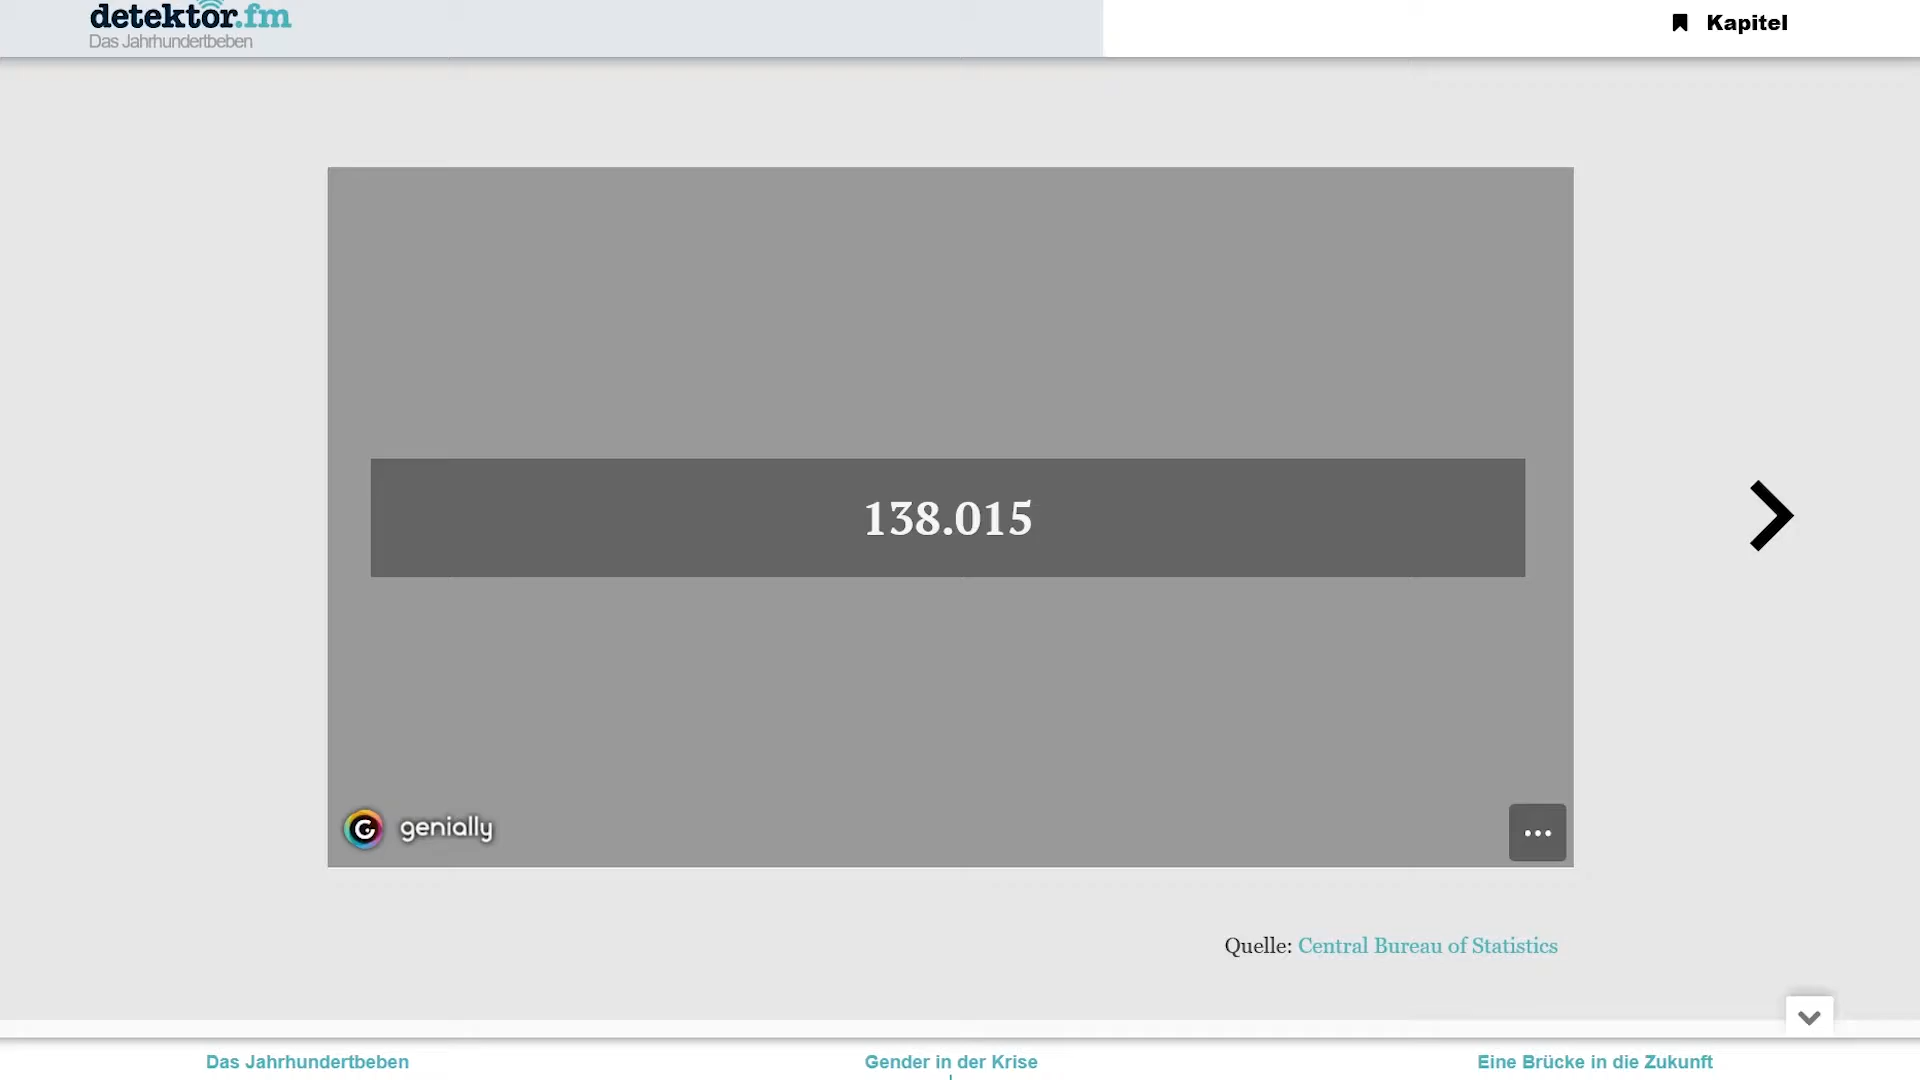 detektor.fm
Das Jahrhundertbeben
Kapitel
138.015
genially
Quelle: Central Bureau of Statistics
Das Jahrhundertbeben
Gender in der Krise
Eine Brücke in die Zukunft